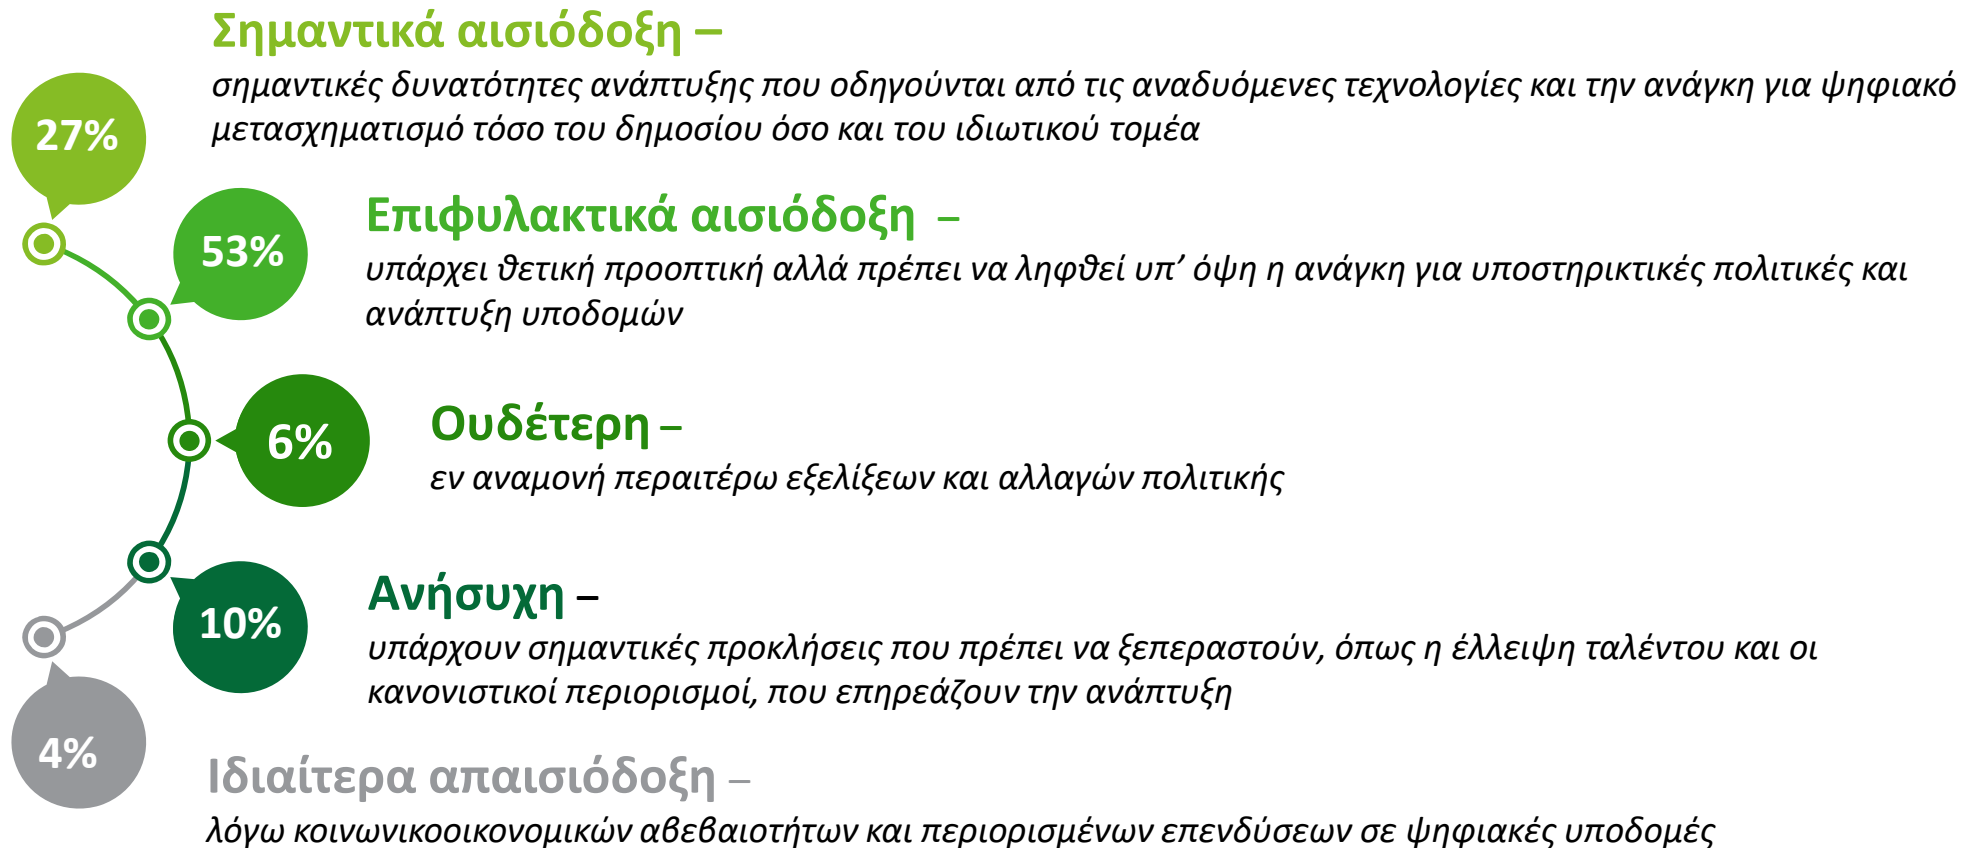 Σημαντικά αισιόδοξη –
σημαντικές δυνατότητες ανάπτυξης που οδηγούνται από τις αναδυόμενες τεχνολογίες και την ανάγκη για ψηφιακό
μετασχηματισμό τόσο του δημοσίου όσο και του ιδιωτικού τομέα
27%
Επιφυλακτικά αισιόδοξη –
53%
υπάρχει θετική προοπτική αλλά πρέπει να ληφθεί υπ’ όψη η ανάγκη για υποστηρικτικές πολιτικές και
ανάπτυξη υποδομών
Ουδέτερη –
6%
εν αναμονή περαιτέρω εξελίξεων και αλλαγών πολιτικής
Ανήσυχη –
10%
υπάρχουν σημαντικές προκλήσεις που πρέπει να ξεπεραστούν, όπως η έλλειψη ταλέντου και οι
κανονιστικοί περιορισμοί, που επηρεάζουν την ανάπτυξη
4%
Ιδιαίτερα απαισιόδοξη –
λόγω κοινωνικοοικονομικών αβεβαιοτήτων και περιορισμένων επενδύσεων σε ψηφιακές υποδομές